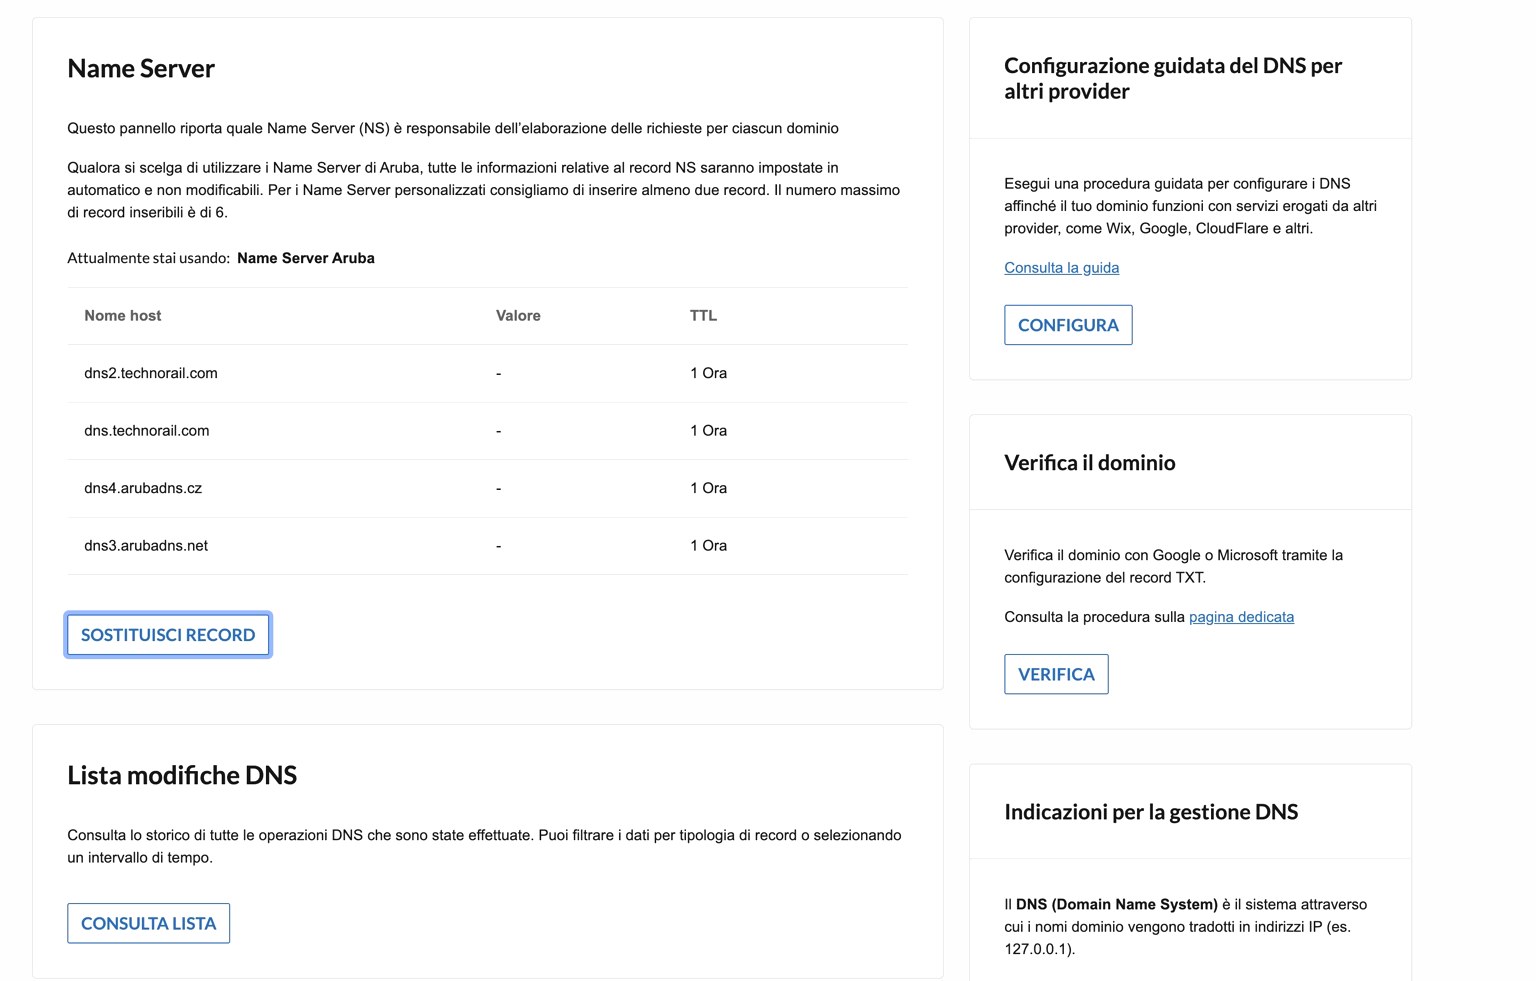 Name Server
Questo pannello riporta quale Name Server (NS) è responsabile dell'elaborazione delle richieste per ciascun dominio
Qualora si scelga di utilizzare i Name Server di Aruba, tutte le informazioni relative al record NS saranno impostate in
automatico e non modificabili. Per i Name Server personalizzati consigliamo di inserire almeno due record. Il numero massimo
di record inseribili è di 6.
Attualmente stai usando: Name Server Aruba
Nome host Valore TTL
dns2.technorail.com - 1 Ora
dns.technorail.com - 1 Ora
dns4.arubadns.cz - 1 Ora
dns3.arubadns.net - 1 Ora
SOSTITUISCI RECORD
Lista modifiche DNS
Consulta lo storico di tutte le operazioni DNS che sono state effettuate. Puoi filtrare i dati per tipologia di record o selezionando
un intervallo di tempo.
CONSULTA LISTA
Configurazione guidata del DNS per
altri provider
Esegui una procedura guidata per configurare i DNS
affinché il tuo dominio funzioni con servizi erogati da altri
provider, come Wix, Google, CloudFlare e altri.
Consulta la guida
CONFIGURA
Verifica il dominio
Verifica il dominio con Google o Microsoft tramite la
configurazione del record TXT.
Consulta la procedura sulla pagina dedicata
VERIFICA
Indicazioni per la gestione DNS
Il DNS (Domain Name System) è il sistema attraverso
cui i nomi dominio vengono tradotti in indirizzi IP (es.
127.0.0.1).